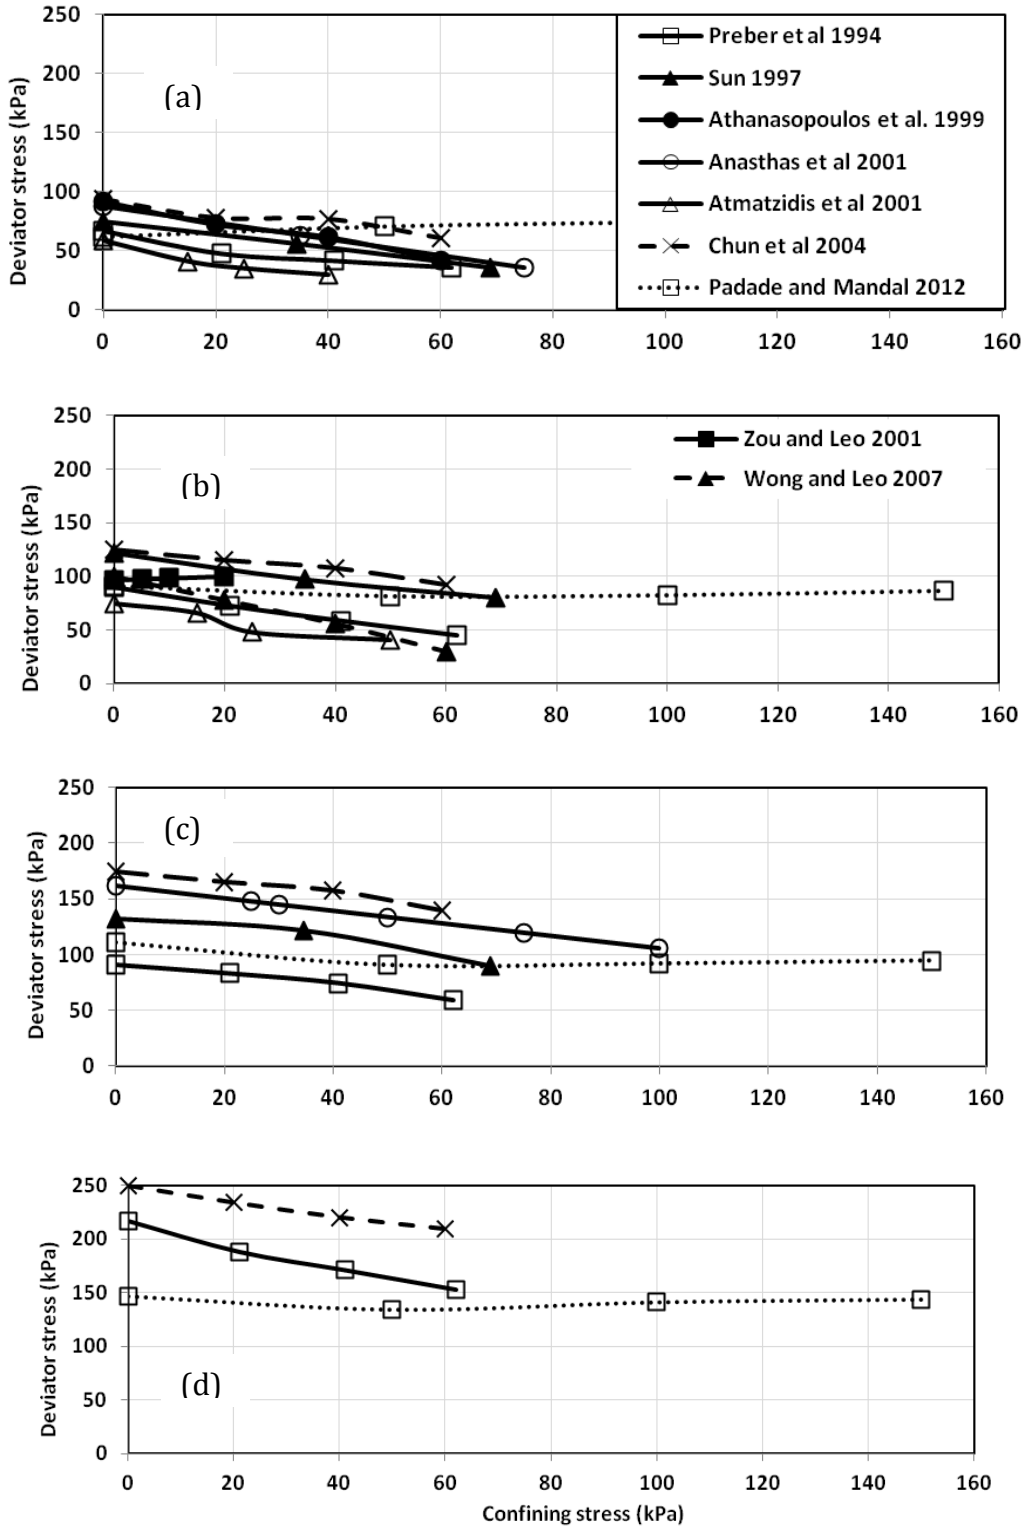 250
200
150
100
50
0
Deviator stress (kPa)
(a)
Preber et al 1994
Sun 1997
Athanasopoulos et al. 1999
Anasthas et al 2001
Atmatzidis et al 2001
Chun et al 2004
Padade and Mandal 2012
0 20 40 60 80 100 120 140 160
250
200
150
100
50
0
Deviator stress (kPa)
(b)
Zou and Leo 2001
Wong and Leo 2007
0 20 40 60 80 100 120 140 160
250
200
150
100
50
0
Deviator stress (kPa)
(c)
0 20 40 60 80 100 120 140 160
250
200
150
100
50
0
Deviator stress (kPa)
(d)
0 20 40 60 80 100 120 140 160
Confining stress (kPa)